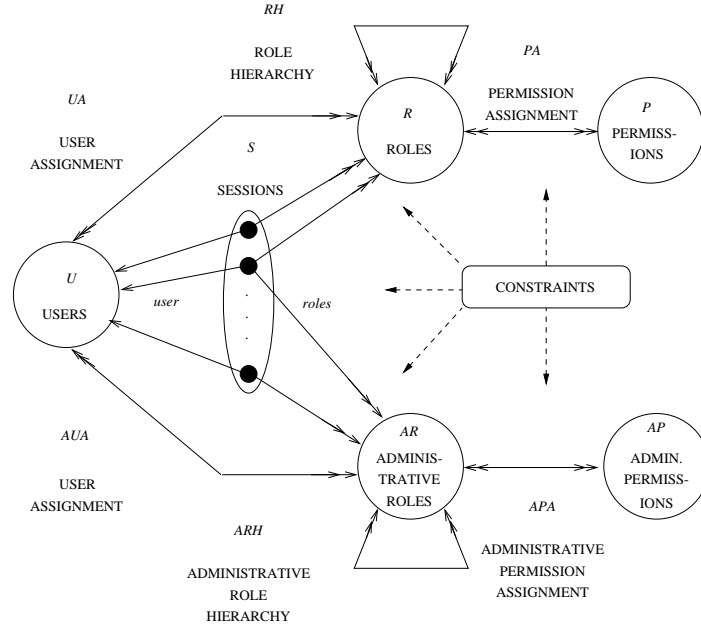 RH
ROLE
HIERARCHY
PA
PERMISSION
ASSIGNMENT
UA
USER
ASSIGNMENT
S
SESSIONS
R
ROLES
P
PERMISS-
IONS
U
USERS
user
roles
CONSTRAINTS
AUA
USER
ASSIGNMENT
AR
ADMINIS-
TRATIVE
ROLES
AP
ADMIN.
PERMISS-
IONS
ARH
ADMINISTRATIVE
ROLE
HIERARCHY
APA
ADMINISTRATIVE
PERMISSION
ASSIGNMENT